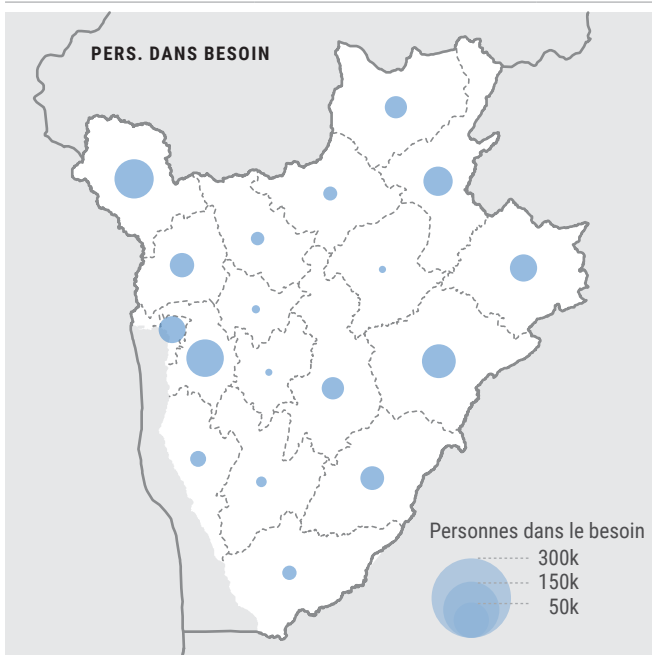 PERS. DANS BESOIN
Personnes dans le besoin
300k
150k
50k